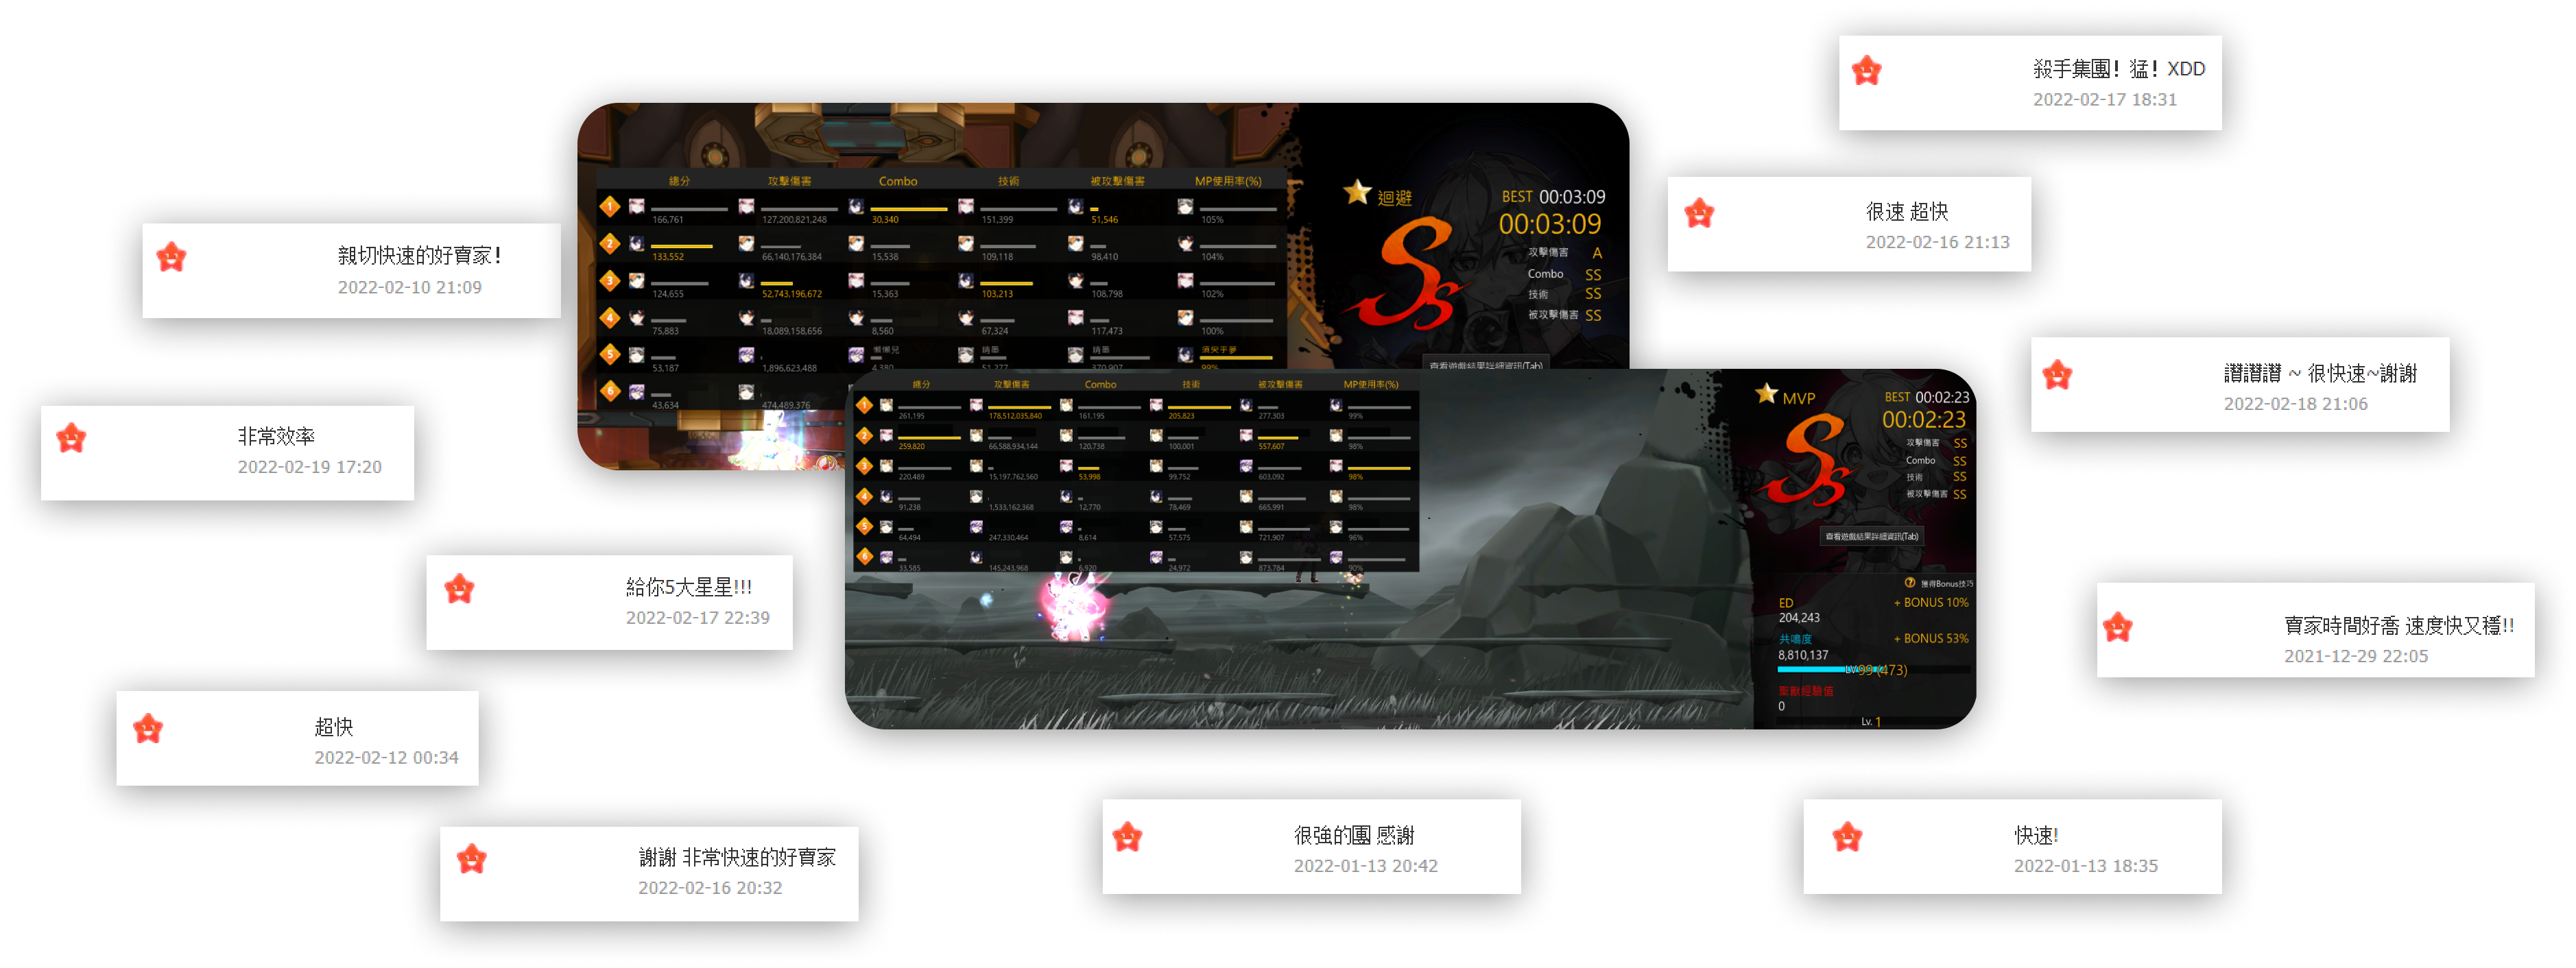 殺手集團! 猛! XDD
2022-02-17 18:31
很速 超快
2022-02-16 21:13
親切快速的好賣家!
2022-02-10 21:09
讚讚讚 ~ 很快速~謝謝
2022-02-18 21:06
非常效率
2022-02-19 17:20
給你5大星星!!!
2022-02-17 22:39
賣家時間好喬 速度快又穩!!
2021-12-29 22:05
超快
2022-02-12 00:34
謝謝 非常快速的好賣家
2022-02-16 20:32
很強的團 感謝
2022-01-13 20:42
快速!
2022-01-13 18:35
總分 攻擊傷害 Combo 技術 被攻擊傷害 MP使用率(%)
1 166,761 127,200,821,248 30,340 151,399 51,546 105%
2 133,552 66,140,176,384 15,538 109,118 98,410 104%
3 124,655 52,743,196,672 15,363 103,213 108,798 102%
4 75,883 18,089,158,656 8,560 67,324 117,473 100%
懶懶兒
5 53,187 1,896,623,488 4,380 51,277 370,907 99%
6 43,634 474,489,376
迴避
BEST 00:03:09
00:03:09
SS
攻擊傷害 A
Combo SS
技術 SS
被攻擊傷害 SS
查看遊戲結果詳細資訊(Tab)
總分 攻擊傷害 Combo 技術 被攻擊傷害 MP使用率(%)
1 261,195 178,512,035,840 161,195 205,823 277,303 99%
2 259,820 66,588,934,144 120,738 100,001 557,607 98%
3 220,489 15,197,762,560 53,998 99,752 603,092 98%
4 91,238 1,533,162,368 12,770 78,469 665,991 98%
5 64,494 247,330,464 8,614 57,575 721,907 96%
6 33,585 145,243,968 6,920 24,972 873,784 90%
MVP
BEST 00:02:23
00:02:23
SS
攻擊傷害 SS
Combo SS
技術 SS
被攻擊傷害 SS
查看遊戲結果詳細資訊(Tab)
? 獲得Bonus技巧
ED + BONUS 10%
204,243
共鳴度 + BONUS 53%
8,810,137
LV99 (473)
聖獸經驗值
0
Lv. 1